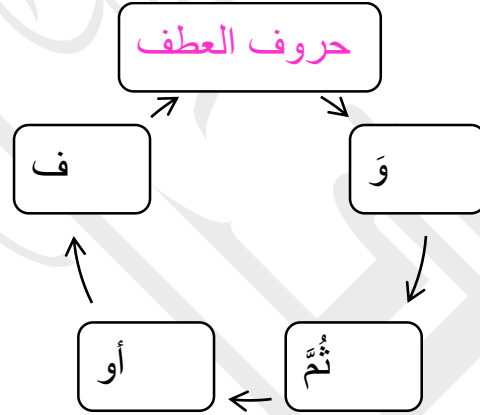 حروف العطف
وَ
ثُمَّ
أو
ف